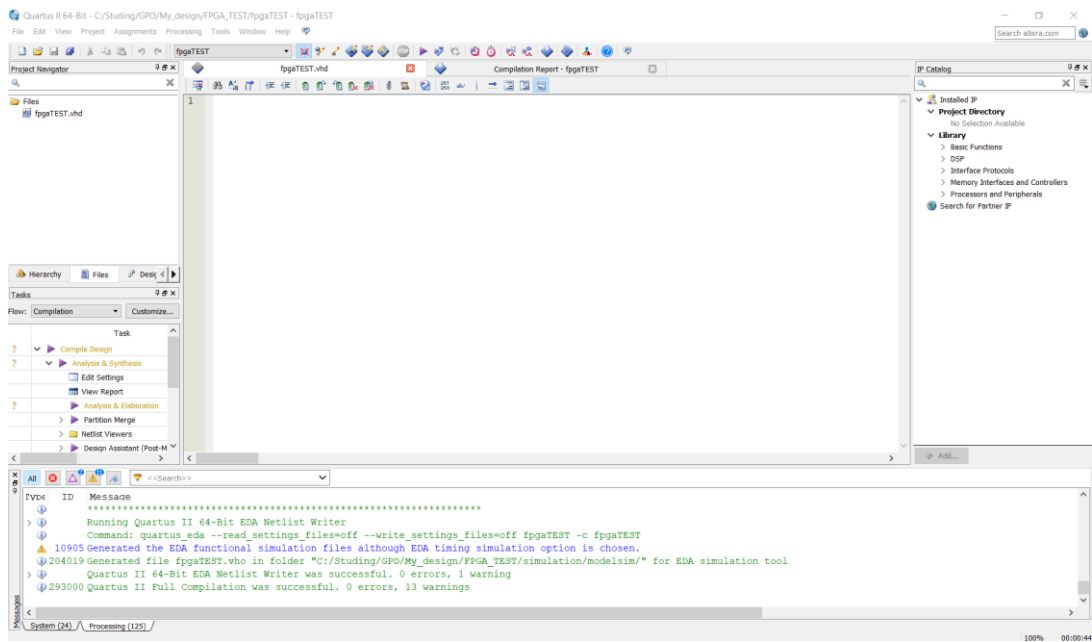 Quartus II 64-Bit - C:/Studing/GPO/My_design/FPGA_TEST/fpgaTEST - fpgaTEST
File Edit View Project Assignments Processing Tools Window Help
Search altera.com
fpgaTEST
Project Navigator
Files
fpgaTEST.vhd
Hierarchy Files Desig
Tasks
Flow: Compilation Customize...
Task
? Compile Design
? Analysis & Synthesis
Edit Settings
View Report
? Analysis & Elaboration
Partition Merge
Netlist Viewers
Design Assistant (Post-M
fpgaTEST.vhd Compilation Report - fpgaTEST
1
IP Catalog
Installed IP
Project Directory
No Selection Available
Library
Basic Functions
DSP
Interface Protocols
Memory Interfaces and Controllers
Processors and Peripherals
Search for Partner IP
Add...
All <<Search>>
Type ID Message
*******************************************************************
Running Quartus II 64-Bit EDA Netlist Writer
Command: quartus_eda --read_settings_files=off --write_settings_files=off fpgaTEST -c fpgaTEST
10905 Generated the EDA functional simulation files although EDA timing simulation option is chosen.
204019 Generated file fpgaTEST.vho in folder "C:/Studing/GPO/My_design/FPGA_TEST/simulation/modelsim/" for EDA simulation tool
Quartus II 64-Bit EDA Netlist Writer was successful. 0 errors, 1 warning
293000 Quartus II Full Compilation was successful. 0 errors, 13 warnings
Messages
System (24) Processing (125)
100% 00:00:44